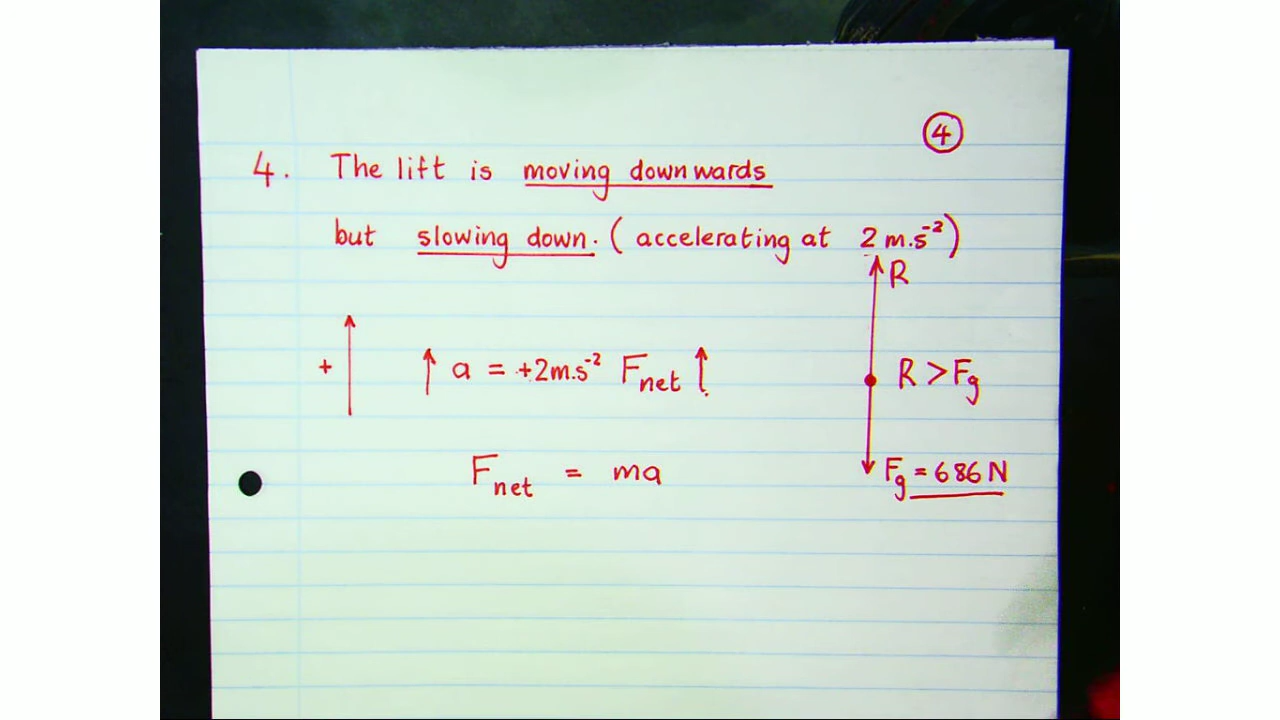 ④
4. The lift is moving downwards
but slowing down. (accelerating at 2 m.s⁻²)
R
+ ↑ ↑ a = +2m.s⁻² Fnet ↑ R > Fg
Fnet = ma Fg = 686 N